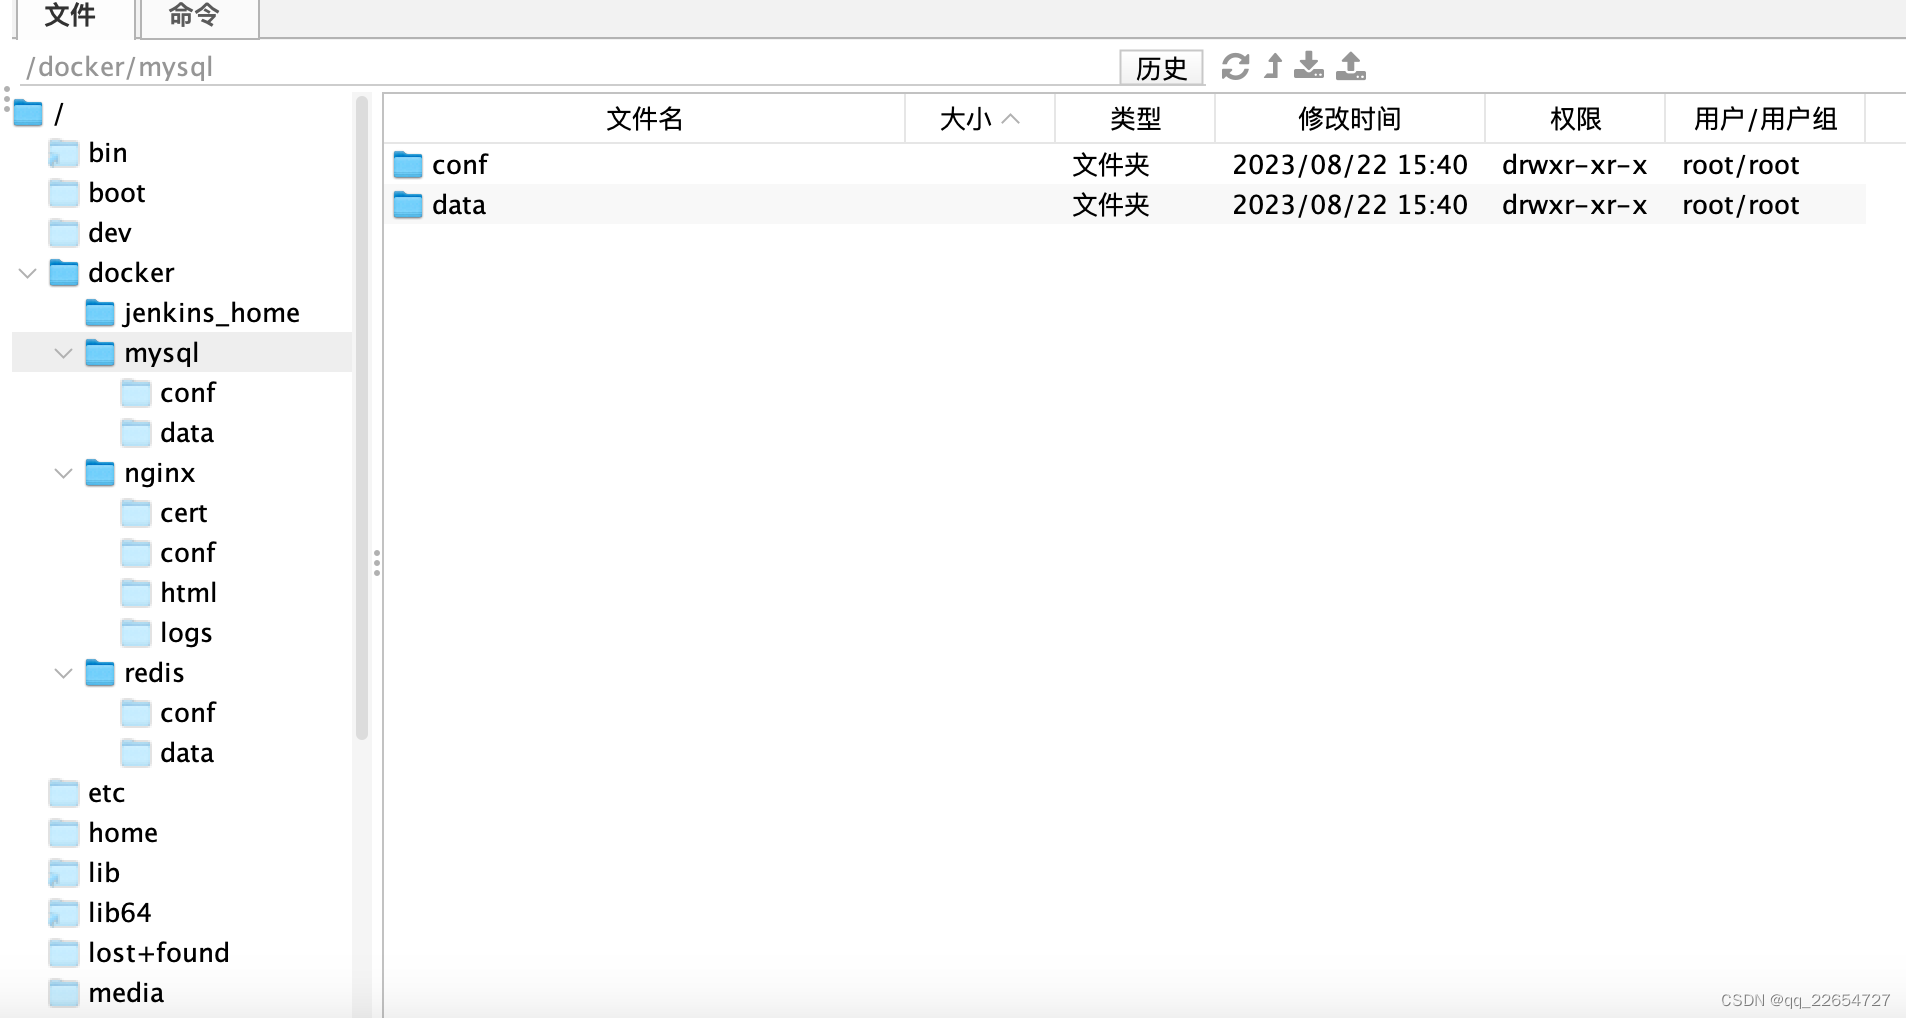 文件 命令
/docker/mysql 历史
/
bin
boot
dev
docker
jenkins_home
mysql
conf
data
nginx
cert
conf
html
logs
redis
conf
data
etc
home
lib
lib64
lost+found
media
文件名 大小 类型 修改时间 权限 用户/用户组
conf 文件夹 2023/08/22 15:40 drwxr-xr-x root/root
data 文件夹 2023/08/22 15:40 drwxr-xr-x root/root
CSDN @qq_22654727